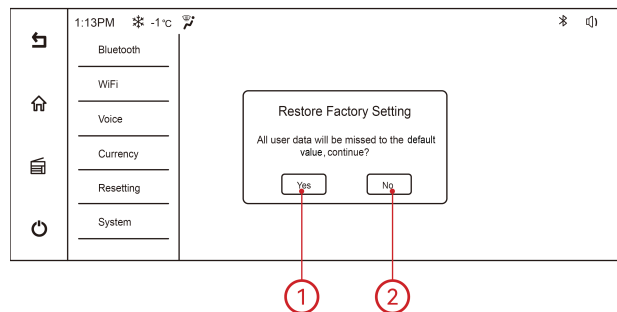 1:13PM -1℃
Bluetooth
WiFi
Voice
Currency
Resetting
System
Restore Factory Setting
All user data will be missed to the default
value, continue?
Yes No
1 2